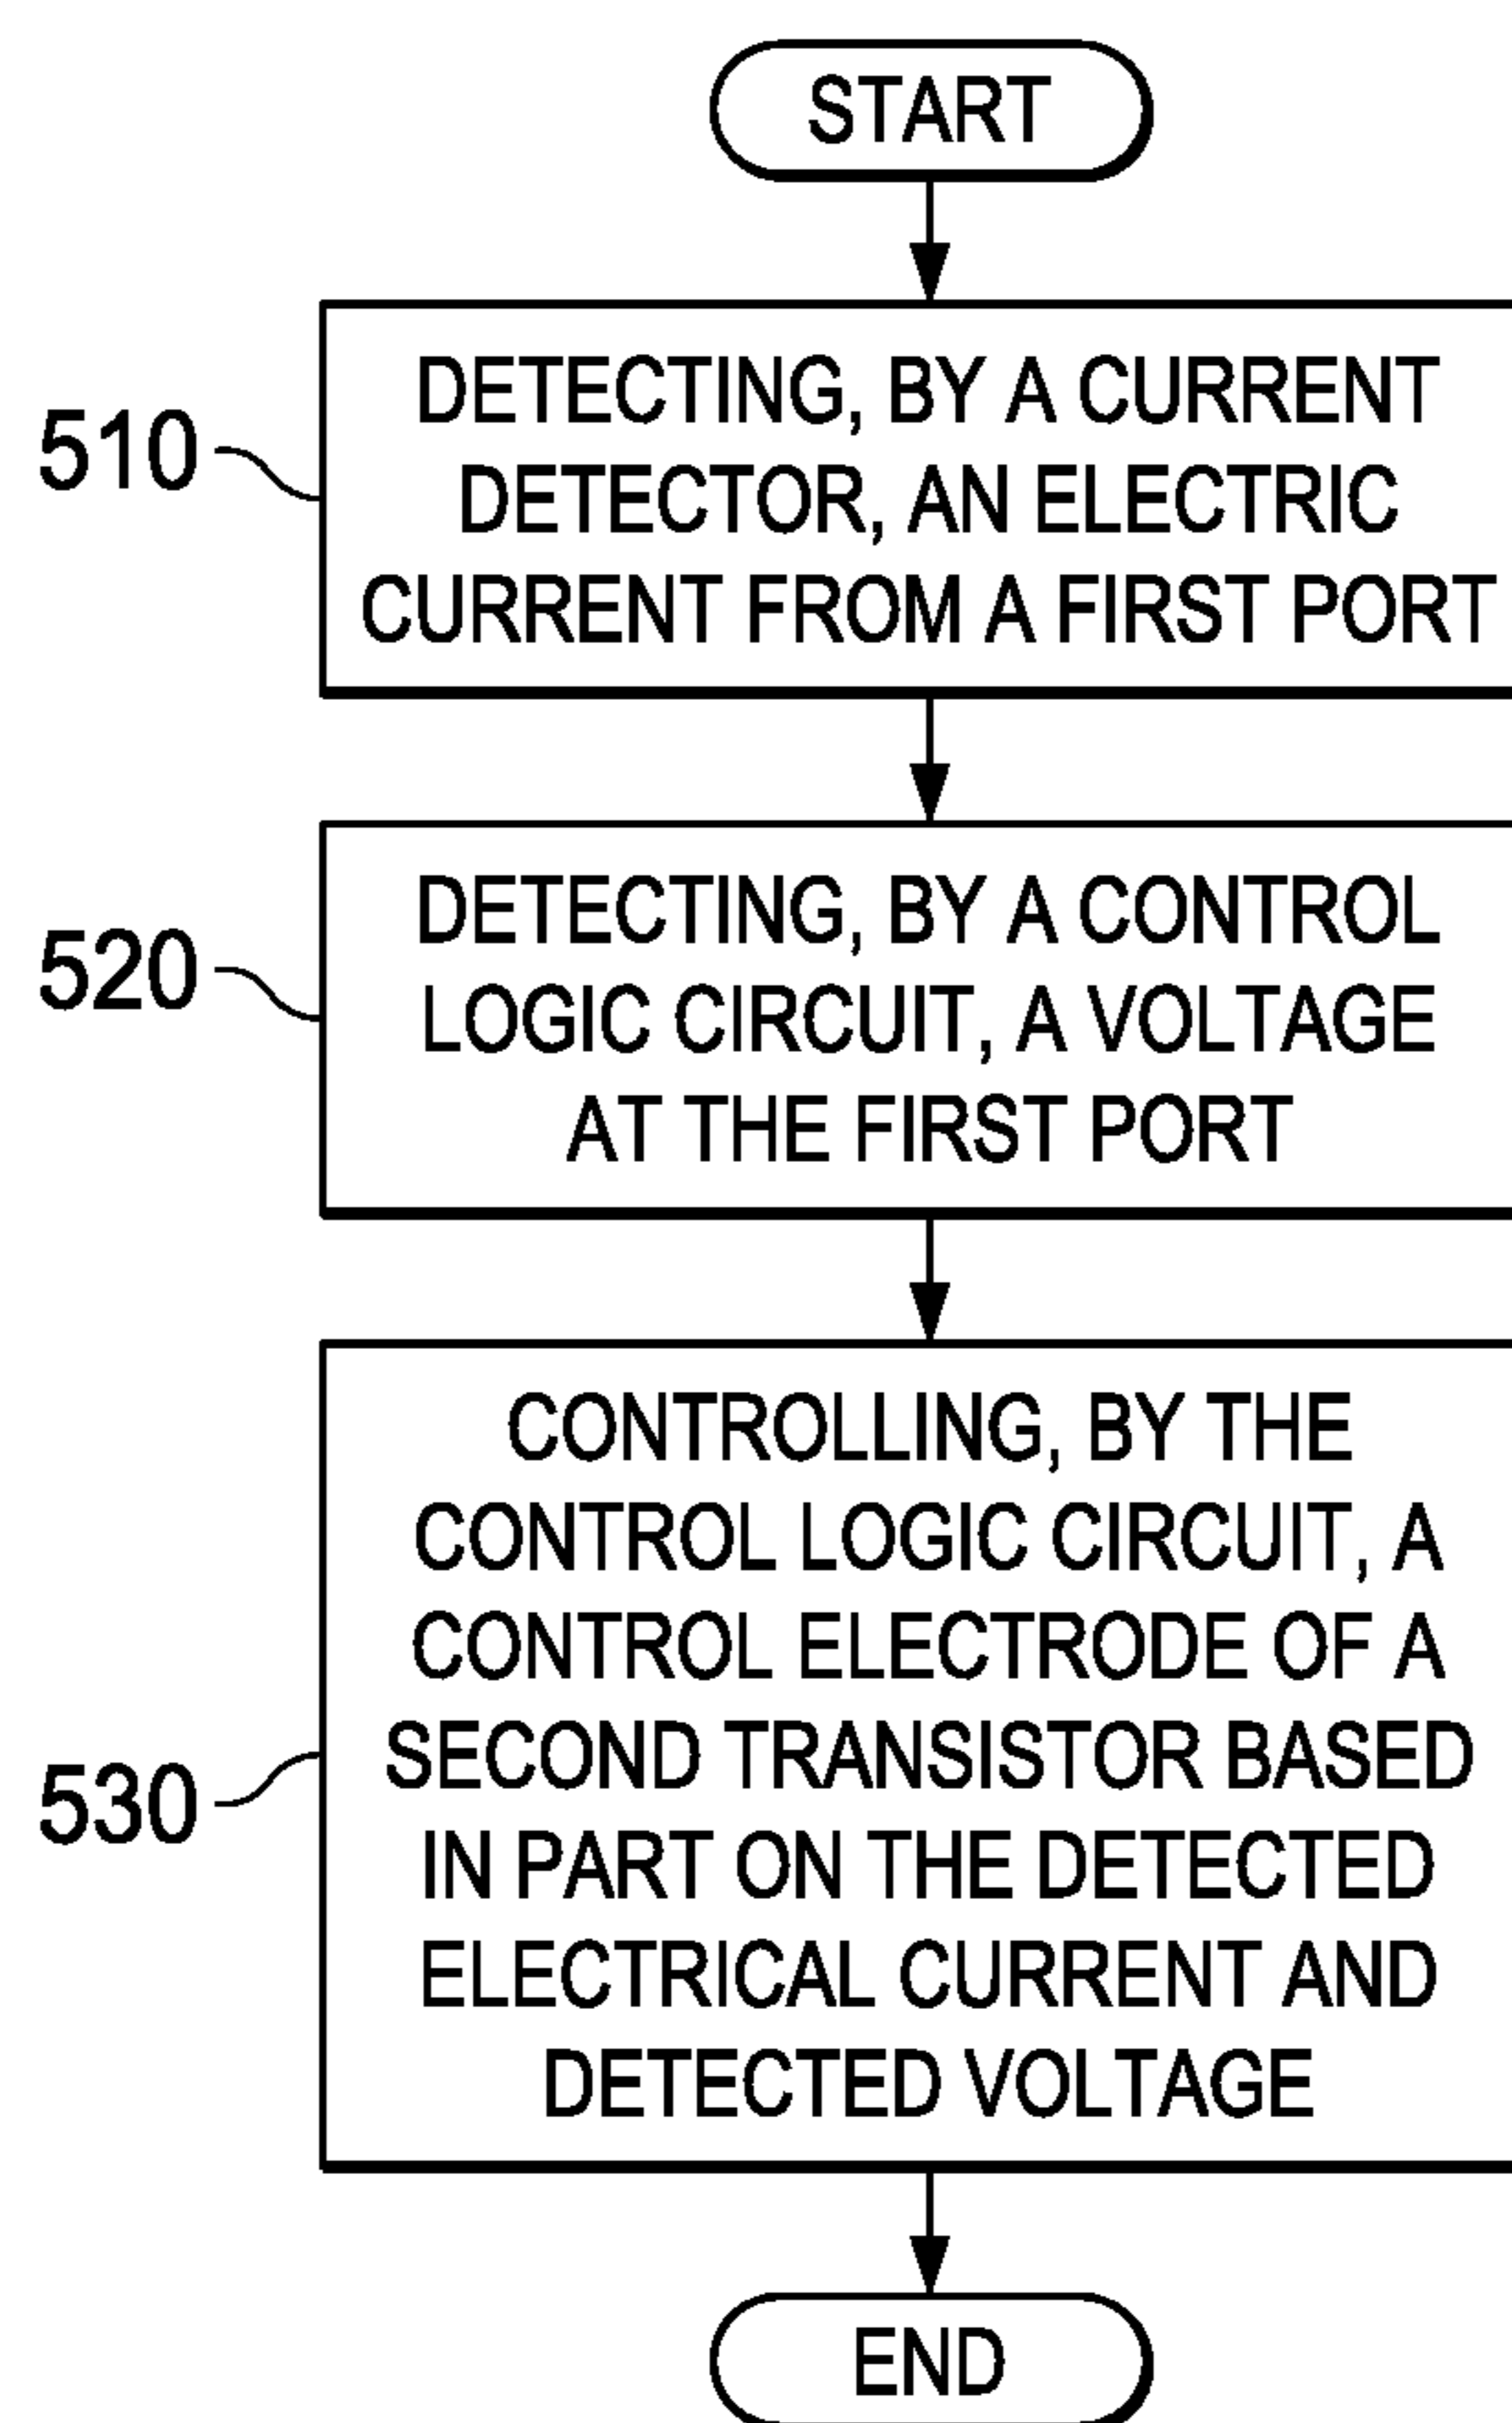 START
510
DETECTING, BY A CURRENT
DETECTOR, AN ELECTRIC
CURRENT FROM A FIRST PORT
520
DETECTING, BY A CONTROL
LOGIC CIRCUIT, A VOLTAGE
AT THE FIRST PORT
530
CONTROLLING, BY THE
CONTROL LOGIC CIRCUIT, A
CONTROL ELECTRODE OF A
SECOND TRANSISTOR BASED
IN PART ON THE DETECTED
ELECTRICAL CURRENT AND
DETECTED VOLTAGE
END